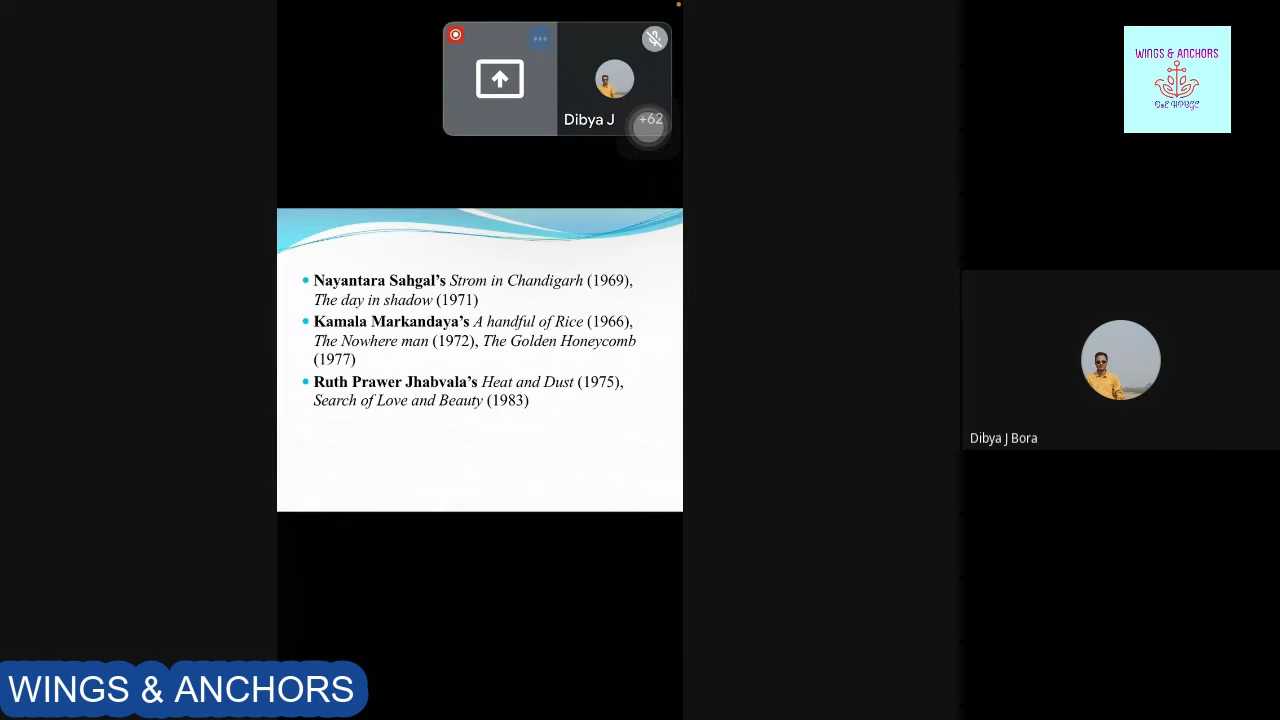 WINGS & ANCHORS
Dibya J
+62
Nayantara Sahgal's Strom in Chandigarh (1969),
The day in shadow (1971)
Kamala Markandaya's A handful of Rice (1966),
The Nowhere man (1972), The Golden Honeycomb
(1977)
Ruth Prawer Jhabvala's Heat and Dust (1975),
Search of Love and Beauty (1983)
Dibya J Bora
WINGS & ANCHORS